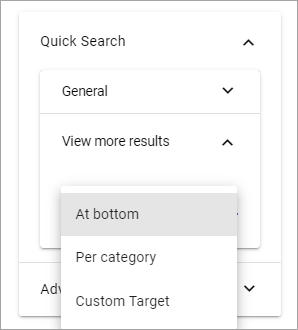 Quick Search
General
View more results
At bottom
Per category
Custom Target